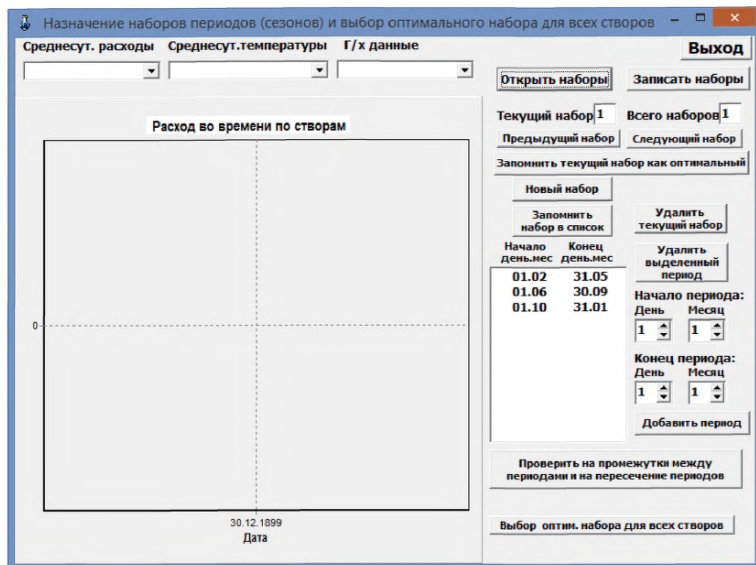 Назначение наборов периодов (сезонов) и выбор оптимального набора для всех створов
Среднесут. расходы Среднесут.температуры Г/х данные
Выход
Открыть наборы Записать наборы
Текущий набор 1 Всего наборов 1
Предыдущий набор Следующий набор
Запомнить текущий набор как оптимальный
Новый набор
Запомнить
набор в список
Удалить
текущий набор
Начало Конец
день.мес день.мес
01.02 31.05
01.06 30.09
01.10 31.01
Удалить
выделенный
период
Начало периода:
День Месяц
1 1
Конец периода:
День Месяц
1 1
Добавить период
Проверить на промежутки между
периодами и на пересечение периодов
Выбор оптим. набора для всех створов
Расход во времени по створам
0
30.12.1899
Дата